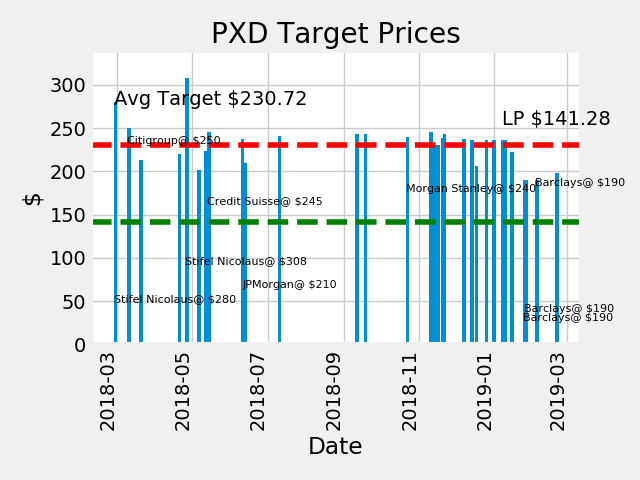 PXD Target Prices
300
250
200
150
100
50
0
$
Avg Target $230.72
LP $141.28
Citigroup@ $250
Barclays@ $190
Morgan Stanley@ $240
Credit Suisse@ $245
Stifel Nicolaus@ $308
JPMorgan@ $210
Stifel Nicolaus@ $280
Barclays@ $190
Barclays@ $190
2018-03
2018-05
2018-07
2018-09
2018-11
2019-01
2019-03
Date